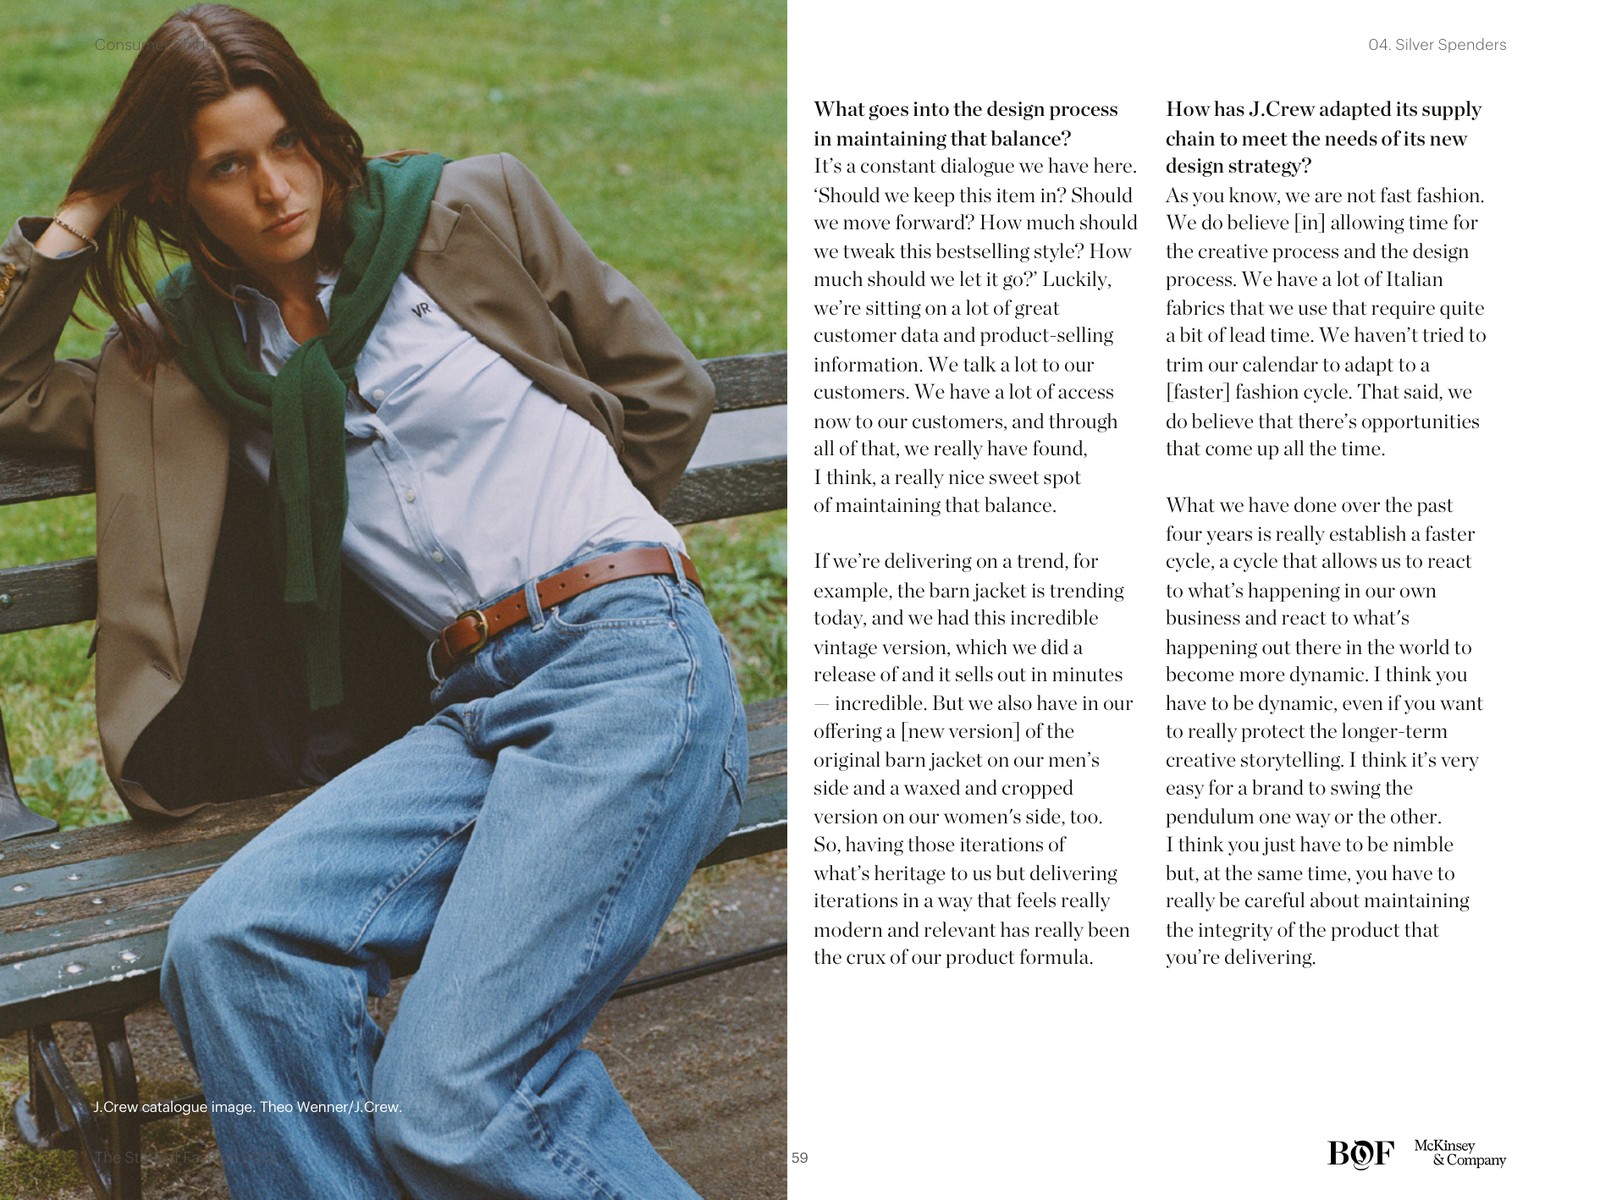 Consumer Shifts
04. Silver Spenders
What goes into the design process
in maintaining that balance?
It’s a constant dialogue we have here.
‘Should we keep this item in? Should
we move forward? How much should
we tweak this bestselling style? How
much should we let it go?’ Luckily,
we’re sitting on a lot of great
customer data and product-selling
information. We talk a lot to our
customers. We have a lot of access
now to our customers, and through
all of that, we really have found,
I think, a really nice sweet spot
of maintaining that balance.
If we’re delivering on a trend, for
example, the barn jacket is trending
today, and we had this incredible
vintage version, which we did a
release of and it sells out in minutes
— incredible. But we also have in our
offering a [new version] of the
original barn jacket on our men’s
side and a waxed and cropped
version on our women's side, too.
So, having those iterations of
what’s heritage to us but delivering
iterations in a way that feels really
modern and relevant has really been
the crux of our product formula.
How has J.Crew adapted its supply
chain to meet the needs of its new
design strategy?
As you know, we are not fast fashion.
We do believe [in] allowing time for
the creative process and the design
process. We have a lot of Italian
fabrics that we use that require quite
a bit of lead time. We haven’t tried to
trim our calendar to adapt to a
[faster] fashion cycle. That said, we
do believe that there’s opportunities
that come up all the time.
What we have done over the past
four years is really establish a faster
cycle, a cycle that allows us to react
to what’s happening in our own
business and react to what's
happening out there in the world to
become more dynamic. I think you
have to be dynamic, even if you want
to really protect the longer-term
creative storytelling. I think it’s very
easy for a brand to swing the
pendulum one way or the other.
I think you just have to be nimble
but, at the same time, you have to
really be careful about maintaining
the integrity of the product that
you’re delivering.
VR
J.Crew catalogue image. Theo Wenner/J.Crew.
The State of Fashion
59
BOF
McKinsey
& Company